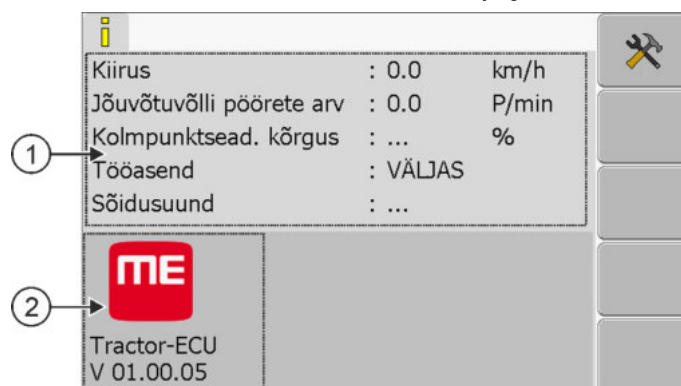 Kiirus : 0.0 km/h
Jõuvõtuvõlli pöörete arv : 0.0 P/min
Kolmpunktsead. kõrgus : ... %
Tööasend : VÄLJAS
Sõidusuund : ...
1
ME
2
Tractor-ECU
V 01.00.05